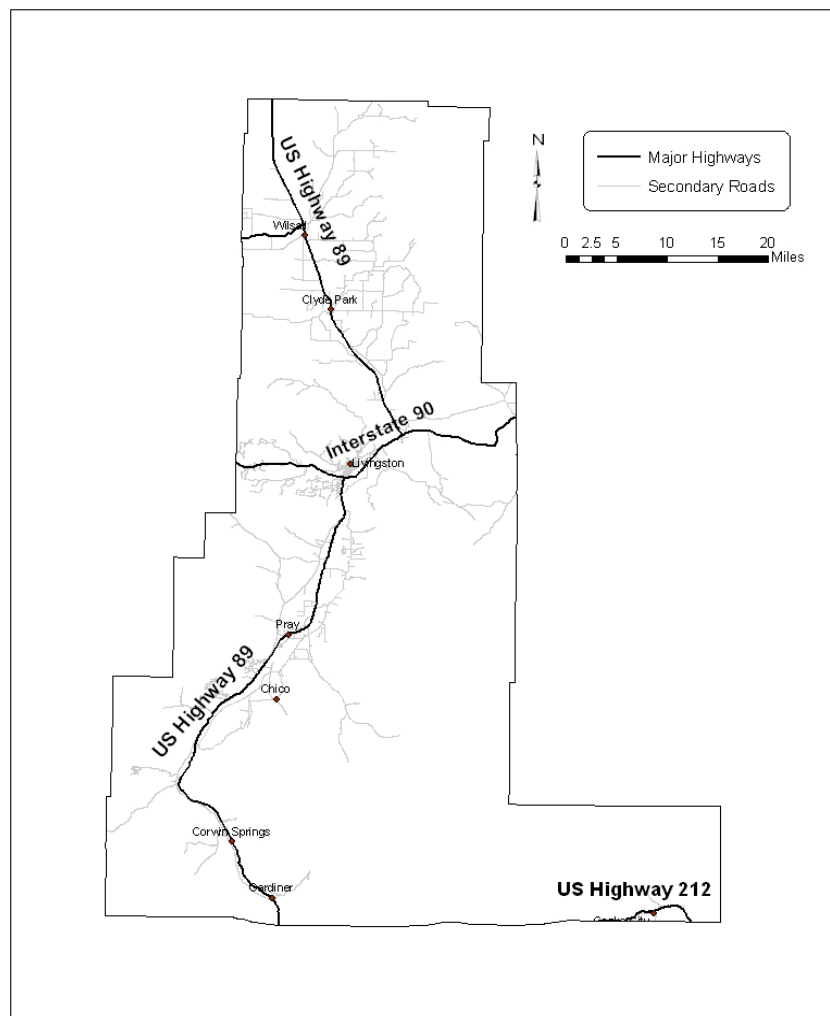 N
Major Highways
Secondary Roads
US Highway 89
Wilsall
0 2.5 5 10 15 20
Miles
Clyde Park
Interstate 90
Livingston
Pray
US Highway 89
Chico
Corwin Springs
Gardiner
US Highway 212